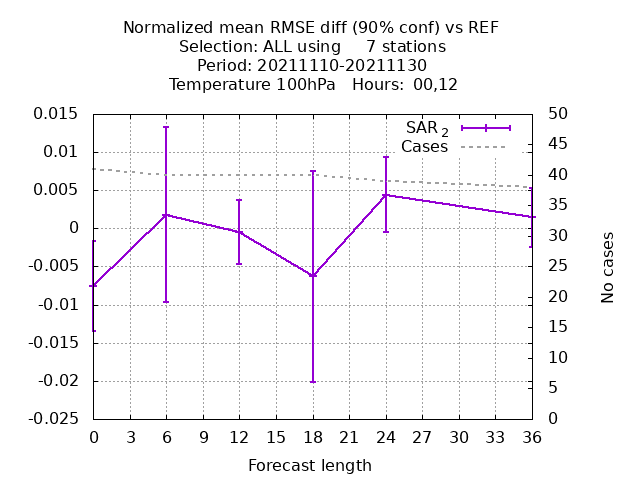 Normalized mean RMSE diff (90% conf) vs REF
Selection: ALL using     7 stations
Period: 20211110-20211130
Temperature 100hPa   Hours:  00,12
0.015
0.01
0.005
0
-0.005
-0.01
-0.015
-0.02
-0.025
50
45
40
35
30
25
20
15
10
5
0
SAR 2
Cases
No cases
0 3 6 9 12 15 18 21 24 27 30 33 36
Forecast length